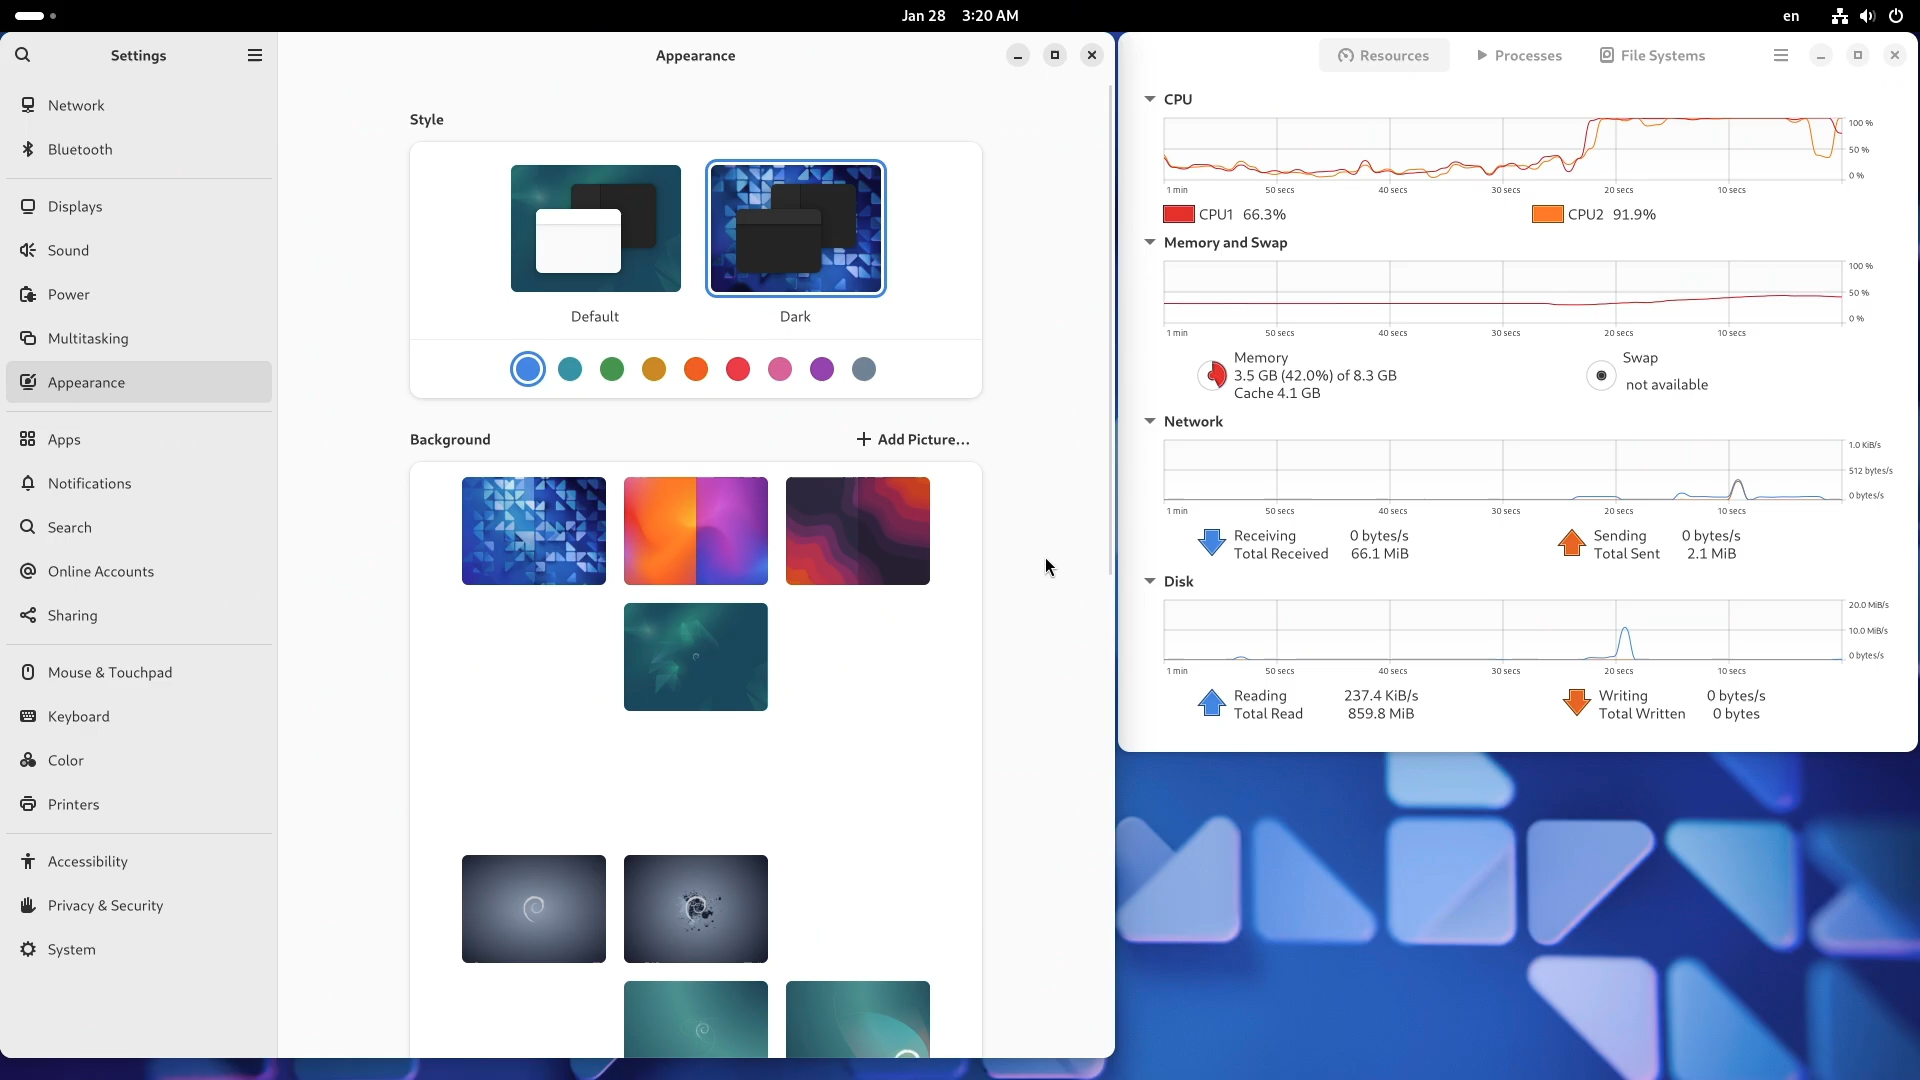 Jan 28 3:20 AM
en
Settings
Network
Bluetooth
Displays
Sound
Power
Multitasking
Appearance
Apps
Notifications
Search
Online Accounts
Sharing
Mouse & Touchpad
Keyboard
Color
Printers
Accessibility
Privacy & Security
System
Appearance
Style
Default
Dark
Background
Add Picture...
Resources
Processes
File Systems
CPU
100 %
50 %
0 %
1 min 50 secs 40 secs 30 secs 20 secs 10 secs
CPU1 66.3%
CPU2 91.9%
Memory and Swap
100 %
50 %
0 %
1 min 50 secs 40 secs 30 secs 20 secs 10 secs
Memory
3.5 GB (42.0%) of 8.3 GB
Cache 4.1 GB
Swap
not available
Network
1.0 KiB/s
512 bytes/s
0 bytes/s
1 min 50 secs 40 secs 30 secs 20 secs 10 secs
Receiving 0 bytes/s
Total Received 66.1 MiB
Sending 0 bytes/s
Total Sent 2.1 MiB
Disk
20.0 MiB/s
10.0 MiB/s
0 bytes/s
1 min 50 secs 40 secs 30 secs 20 secs 10 secs
Reading 237.4 KiB/s
Total Read 859.8 MiB
Writing 0 bytes/s
Total Written 0 bytes